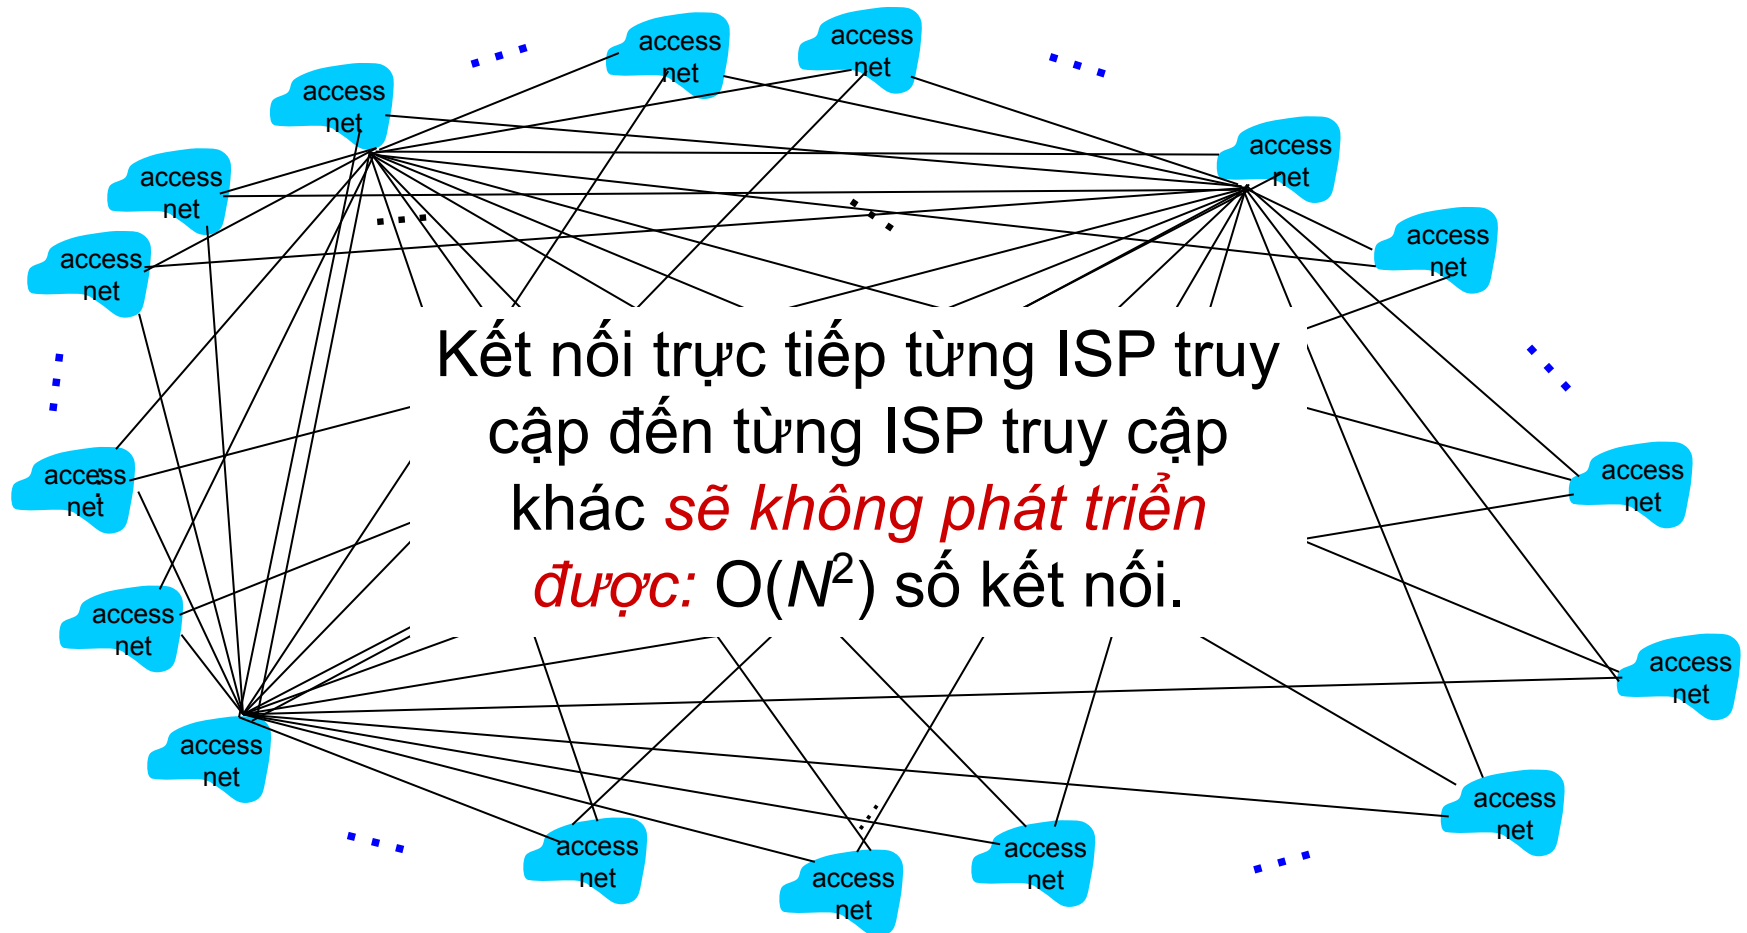 access
net
access
net
access
net
access
net
access
net
access
net
access
net
access
net
Kết nối trực tiếp từng ISP truy
cập đến từng ISP truy cập
khác sẽ không phát triển
được: O(N²) số kết nối.
access
net
access
net
access
net
access
net
access
net
access
net
access
net
access
net
access
net